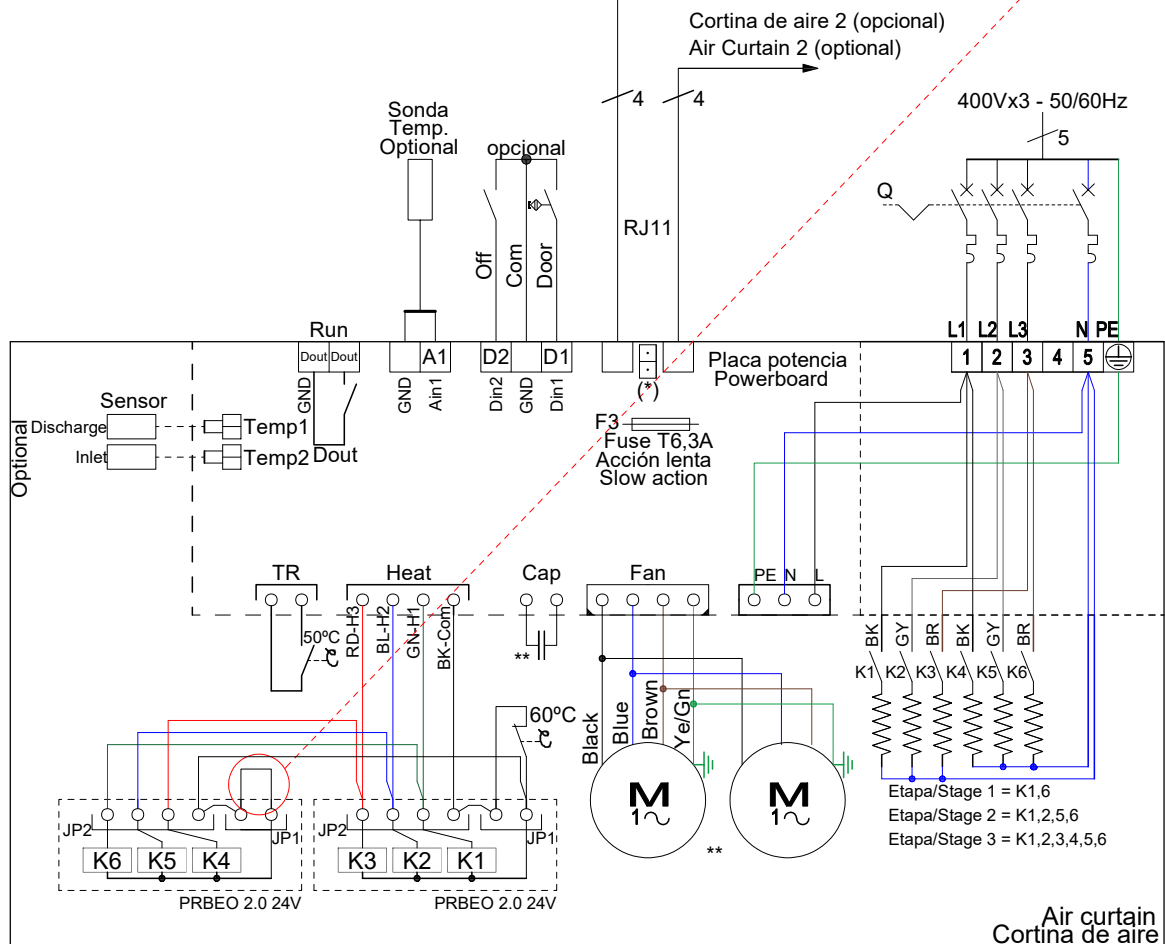 Cortina de aire 2 (opcional)
Air Curtain 2 (optional)
4
4
Sonda
Temp.
Optional
opcional
400Vx3 - 50/60Hz
5
Q
RJ11
Off
Com
Door
Run
L1 L2 L3 N PE
Dout Dout
A1
D2
D1
1 2 3 4 5
Placa potencia
Powerboard
GND
GND
Ain1
Din2
GND
Din1
(*)
Optional
Sensor
Discharge
Temp1
Inlet
Temp2
Dout
F3
Fuse T6,3A
Acción lenta
Slow action
TR
Heat
Cap
Fan
PE N L
50ºC
RD-H3
BL-H2
GN-H1
BK-Com
**
BK
GY
BR
BK
GY
BR
K1 K2 K3 K4 K5 K6
60ºC
Black
Blue
Brown
Ye/Gn
M
1~
M
1~
**
Etapa/Stage 1 = K1,6
Etapa/Stage 2 = K1,2,5,6
Etapa/Stage 3 = K1,2,3,4,5,6
JP2
JP1
JP2
JP1
K6 K5 K4
K3 K2 K1
PRBEO 2.0 24V
PRBEO 2.0 24V
Air curtain
Cortina de aire